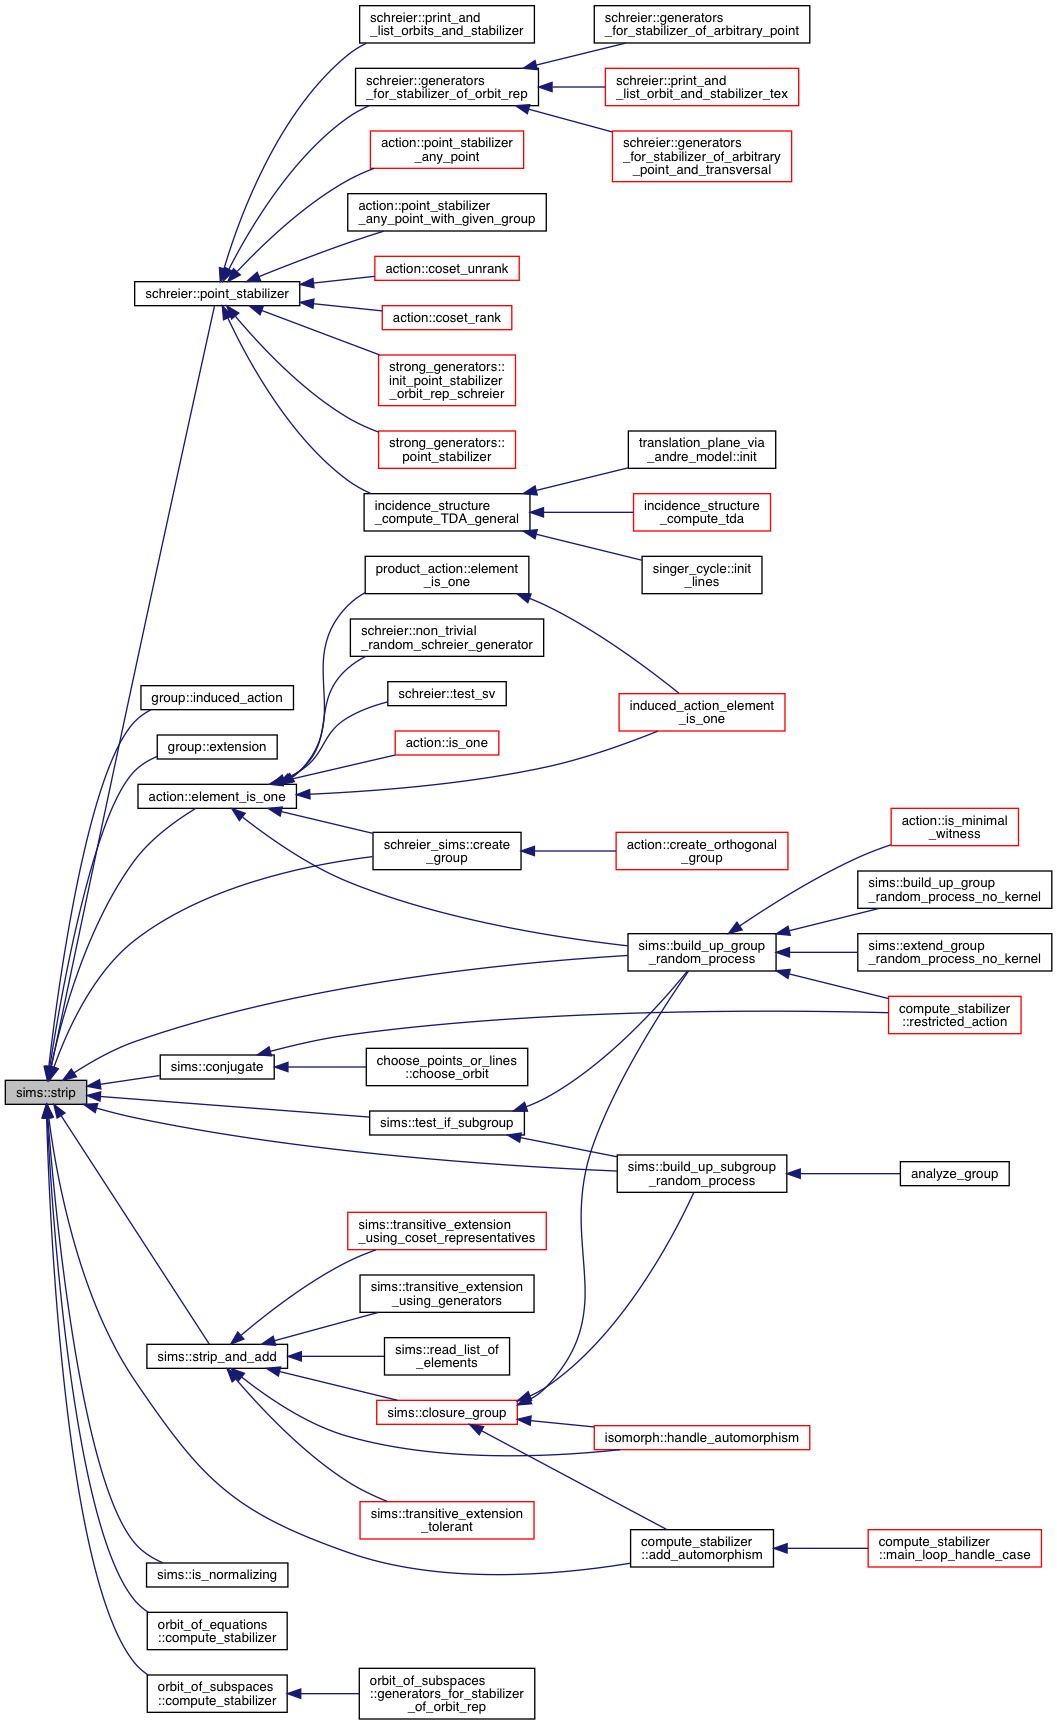 schreier::print_and
_list_orbits_and_stabilizer
schreier::generators
_for_stabilizer_of_arbitrary_point
schreier::generators
_for_stabilizer_of_orbit_rep
schreier::print_and
_list_orbit_and_stabilizer_tex
action::point_stabilizer
_any_point
schreier::generators
_for_stabilizer_of_arbitrary
_point_and_transversal
action::point_stabilizer
_any_point_with_given_group
action::coset_unrank
schreier::point_stabilizer
action::coset_rank
strong_generators::
init_point_stabilizer
_orbit_rep_schreier
strong_generators::
point_stabilizer
translation_plane_via
_andre_model::init
incidence_structure
_compute_TDA_general
incidence_structure
_compute_tda
singer_cycle::init
_lines
product_action::element
_is_one
schreier::non_trivial
_random_schreier_generator
schreier::test_sv
group::induced_action
induced_action_element
_is_one
action::is_one
group::extension
action::element_is_one
schreier_sims::create
_group
action::create_orthogonal
_group
action::is_minimal
_witness
sims::build_up_group
_random_process_no_kernel
sims::build_up_group
_random_process
sims::extend_group
_random_process_no_kernel
compute_stabilizer
::restricted_action
sims::conjugate
choose_points_or_lines
::choose_orbit
sims::strip
sims::test_if_subgroup
sims::build_up_subgroup
_random_process
analyze_group
sims::transitive_extension
_using_coset_representatives
sims::transitive_extension
_using_generators
sims::strip_and_add
sims::read_list_of
_elements
sims::closure_group
isomorph::handle_automorphism
sims::transitive_extension
_tolerant
compute_stabilizer
::add_automorphism
compute_stabilizer
::main_loop_handle_case
sims::is_normalizing
orbit_of_equations
::compute_stabilizer
orbit_of_subspaces
::compute_stabilizer
orbit_of_subspaces
::generators_for_stabilizer
_of_orbit_rep